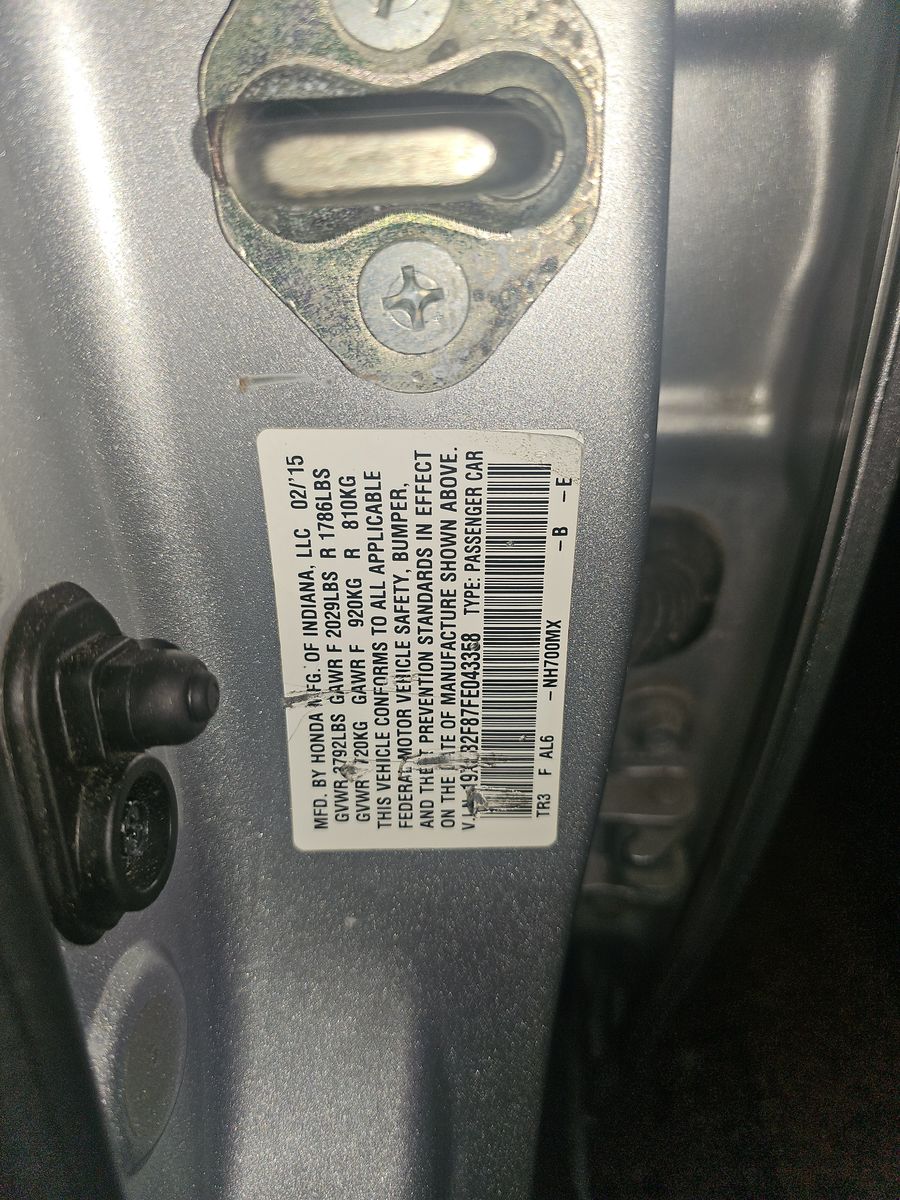 MFD. BY HONDA MFG. OF INDIANA, LLC 02/'15
GVWR 3792LBS GAWR F 2029LBS R 1786LBS
GVWR 1720KG GAWR F 920KG R 810KG
THIS VEHICLE CONFORMS TO ALL APPLICABLE
FEDERAL MOTOR VEHICLE SAFETY, BUMPER,
AND THEFT PREVENTION STANDARDS IN EFFECT
ON THE DATE OF MANUFACTURE SHOWN ABOVE.
TYPE: PASSENGER CAR
TR3 F AL6 -NH700MX -B -E